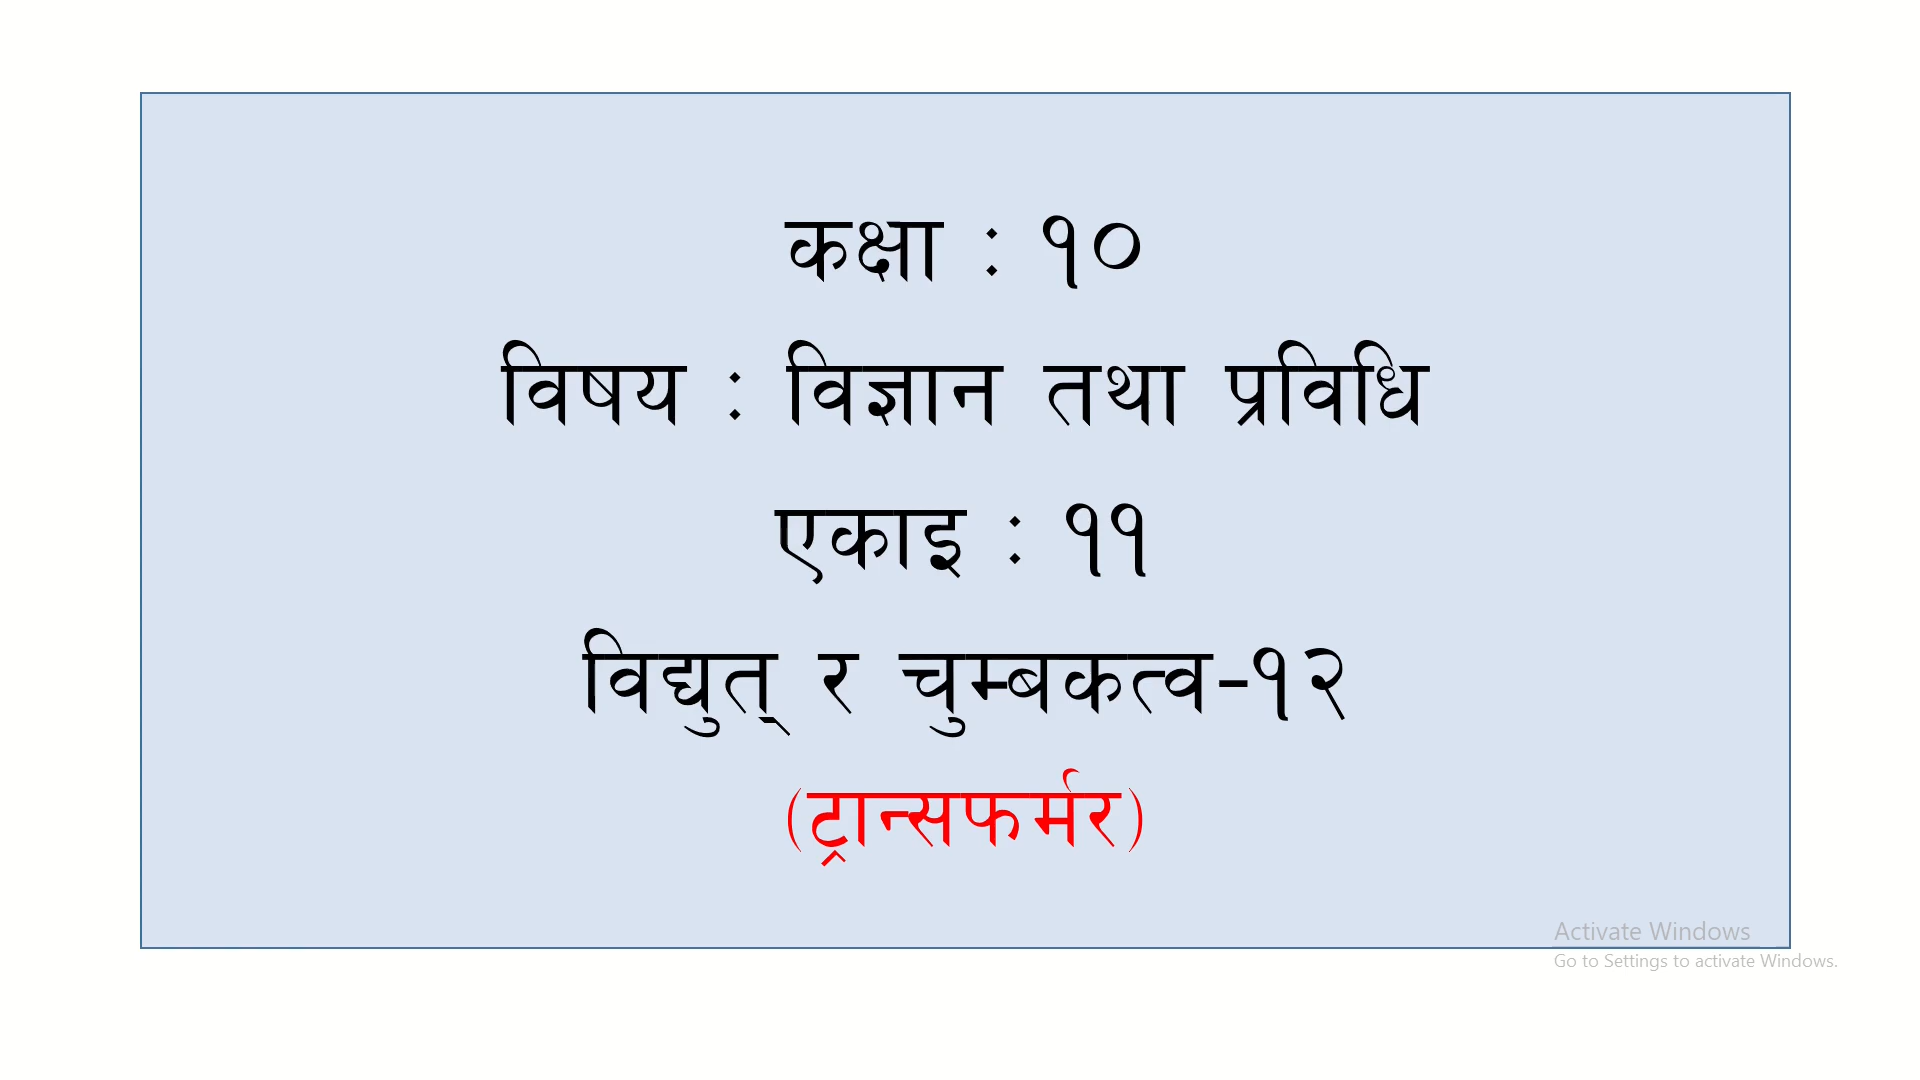 कक्षा : १०
विषय : विज्ञान तथा प्रविधि
एकाइ : ११
विद्युत् र चुम्बकत्व-१२
(ट्रान्सफर्मर)
Activate Windows
Go to Settings to activate Windows.